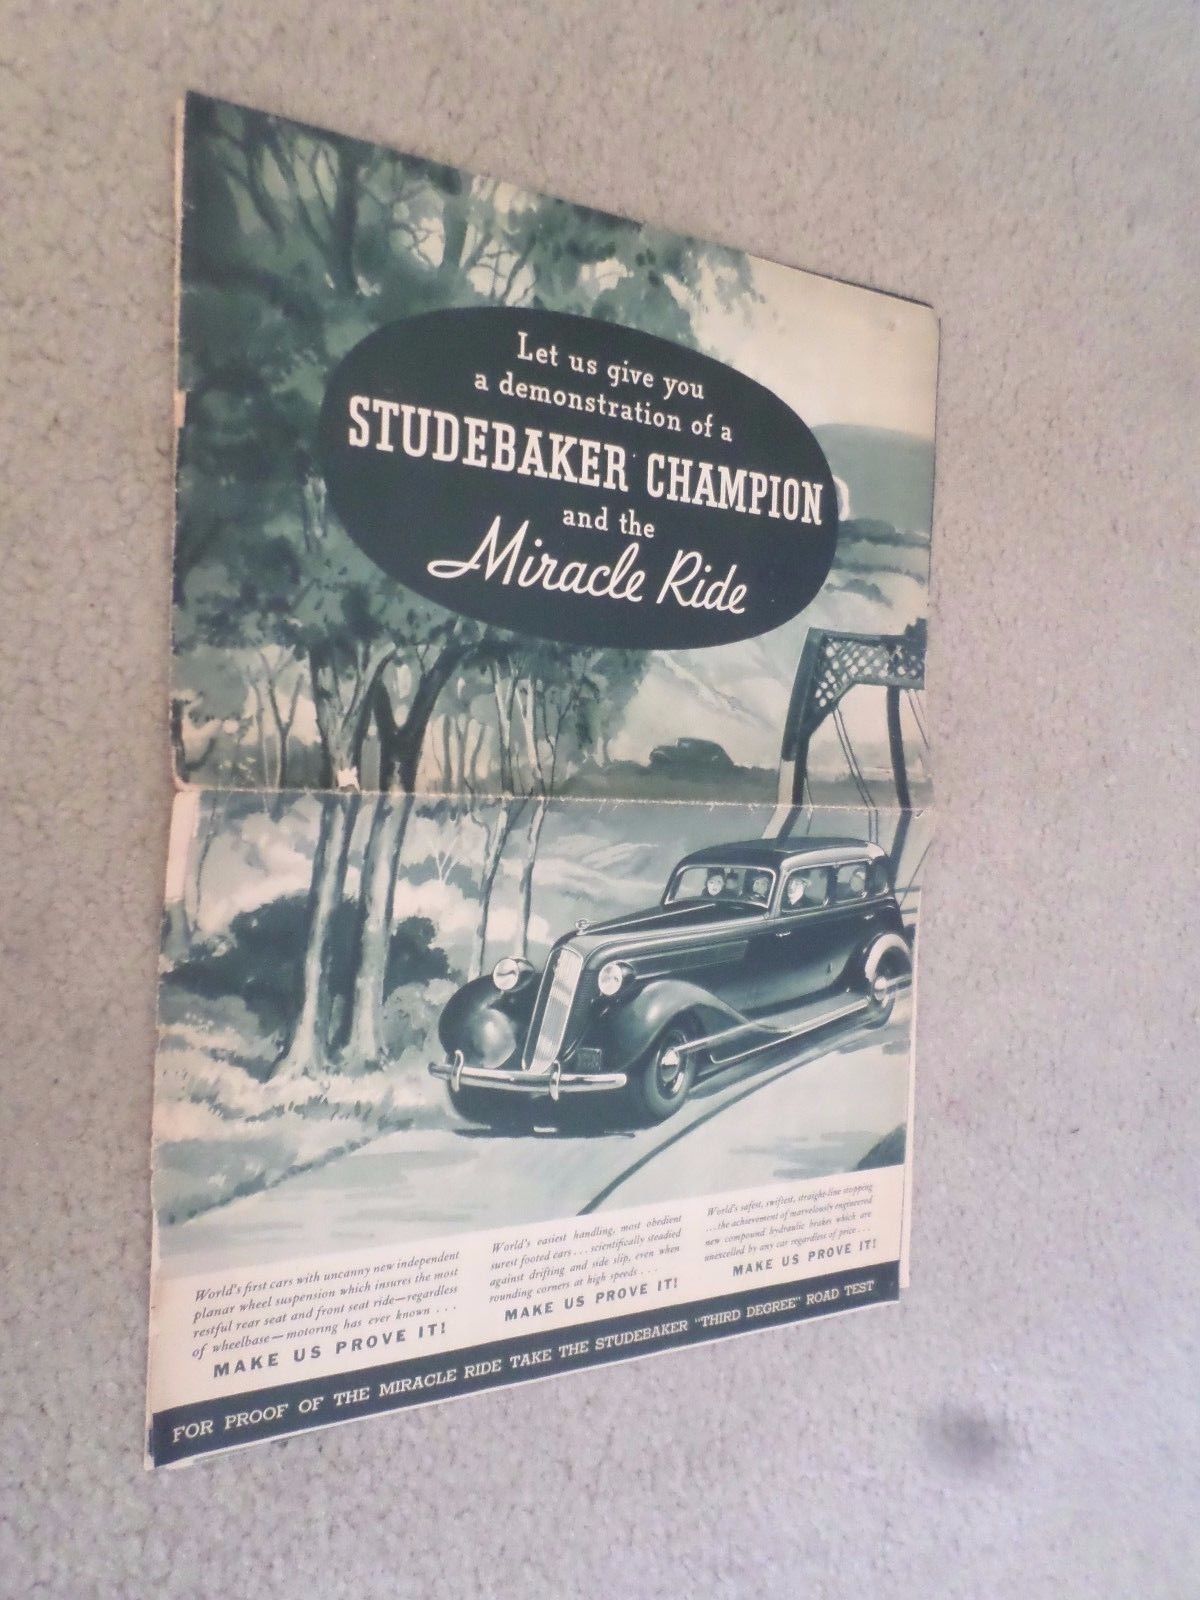 Let us give you
a demonstration of a
STUDEBAKER CHAMPION
and the
Miracle Ride
World's first cars with uncanny new independent
planar wheel suspension which insures the most
restful rear seat and front seat ride—regardless
of wheelbase—motoring has ever known . . .
MAKE US PROVE IT!
World's easiest handling, most obedient
surest footed cars . . . scientifically steadied
against drifting and side slip, even when
rounding corners at high speeds . . .
MAKE US PROVE IT!
World's safest, swiftest, straight-line stopping
. . . the achievement of marvelously engineered
new compound hydraulic brakes which are
unexcelled by any car regardless of price . . .
MAKE US PROVE IT!
FOR PROOF OF THE MIRACLE RIDE TAKE THE STUDEBAKER "THIRD DEGREE" ROAD TEST